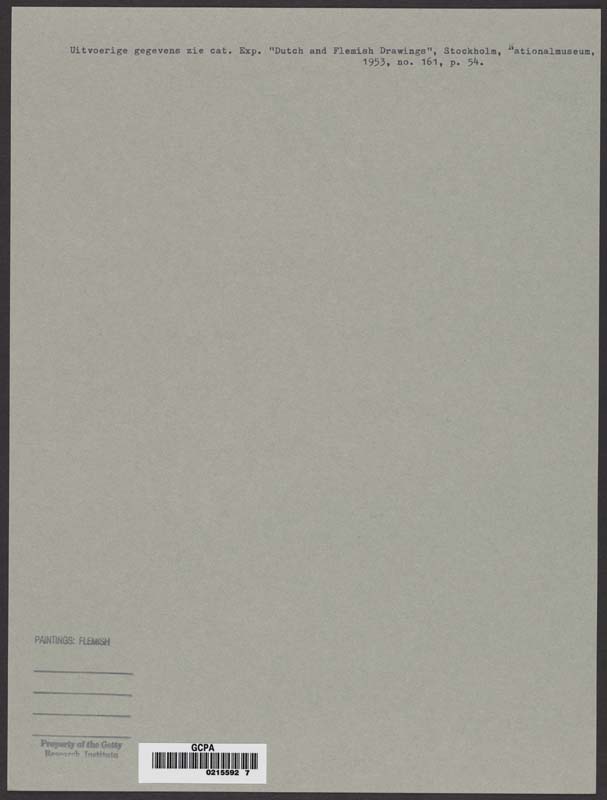 Uitvoerige gegevens zie cat. Exp. "Dutch and Flemish Drawings", Stockholm, Nationalmuseum,
1953, no. 161, p. 54.
PAINTINGS: FLEMISH
Property of the Getty
Research Institute
GCPA
0215592 7